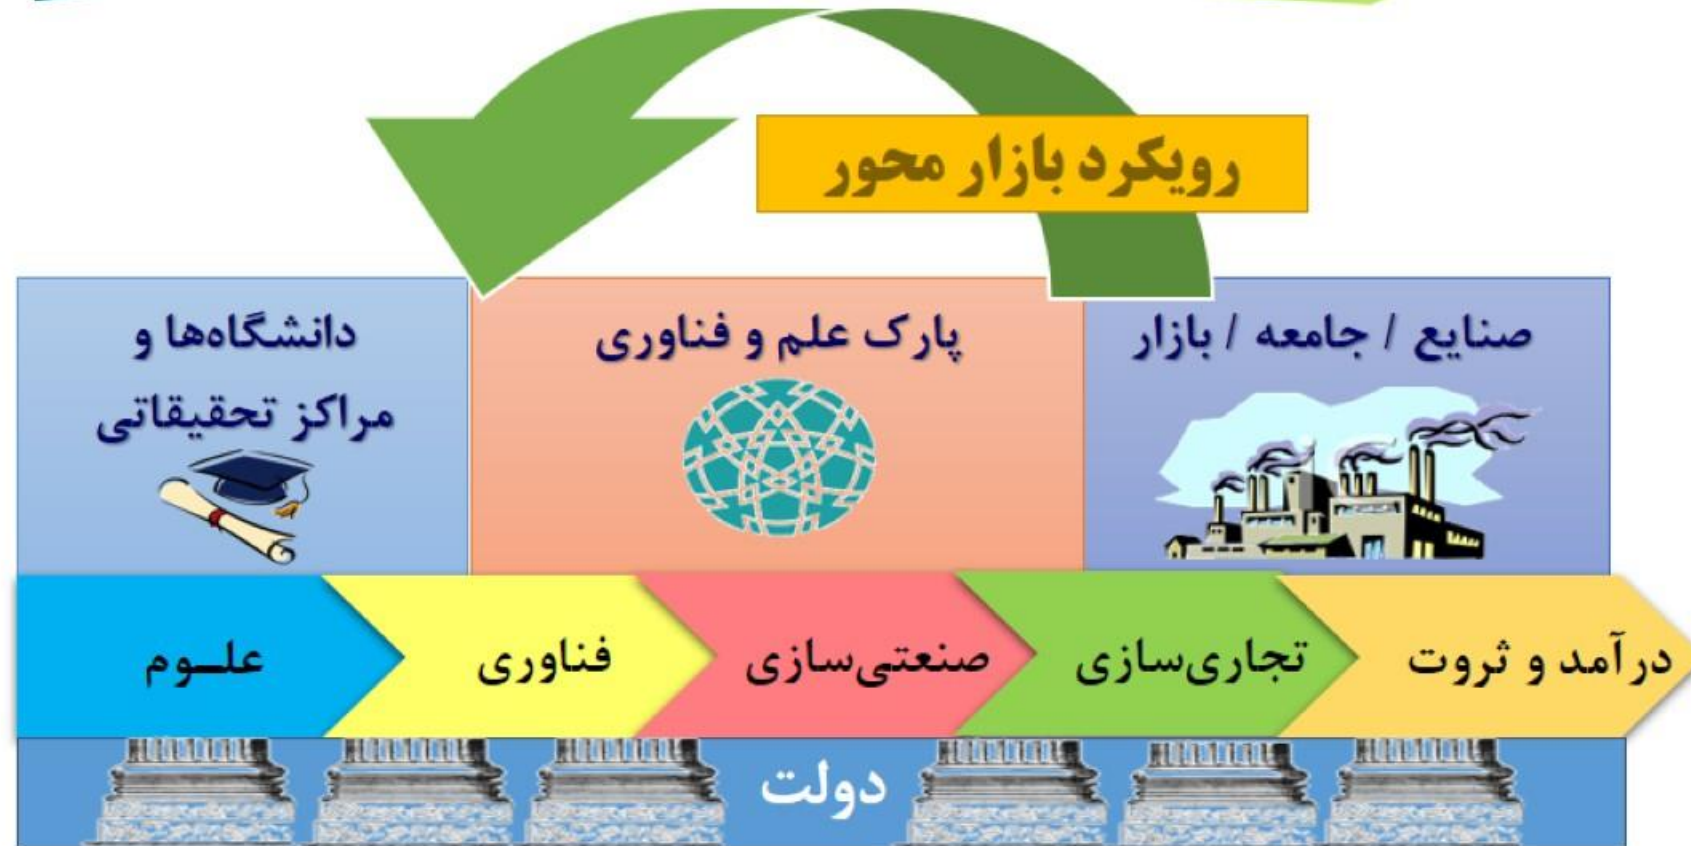 رویکرد بازار محور
صنایع / جامعه / بازار
پارک علم و فناوری
دانشگاه‌ها و
مراکز تحقیقاتی
علــوم
فناوری
صنعتی‌سازی
تجاری‌سازی
درآمد و ثروت
دولت